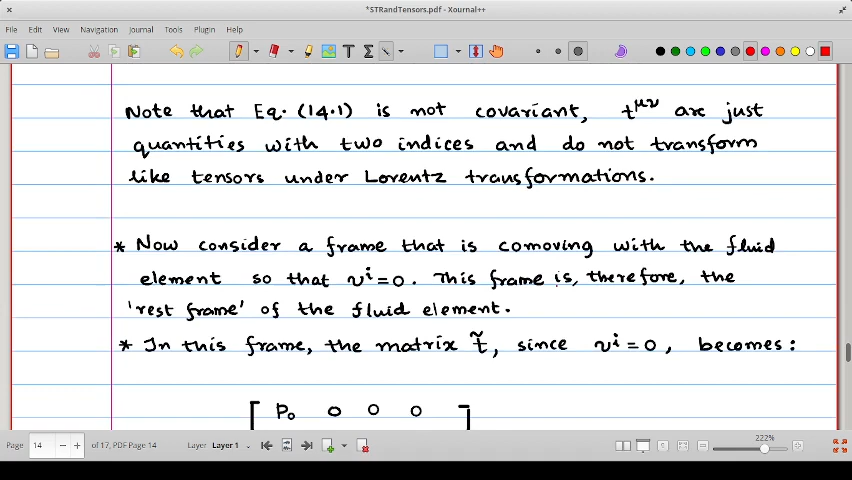 *STRandTensors.pdf - Xournal++
File Edit View Navigation Journal Tools Plugin Help
Note that Eq. (14.1) is not covariant, t^μν are just
quantities with two indices and do not transform
like tensors under Lorentz transformations.
* Now consider a frame that is comoving with the fluid
element so that v^i = 0. This frame is, therefore, the
'rest frame' of the fluid element.
* In this frame, the matrix t̃, since v^i = 0, becomes:
[ ρ₀ 0 0 0 ]
Page 14 of 17, PDF Page 14 Layer Layer 1 222%